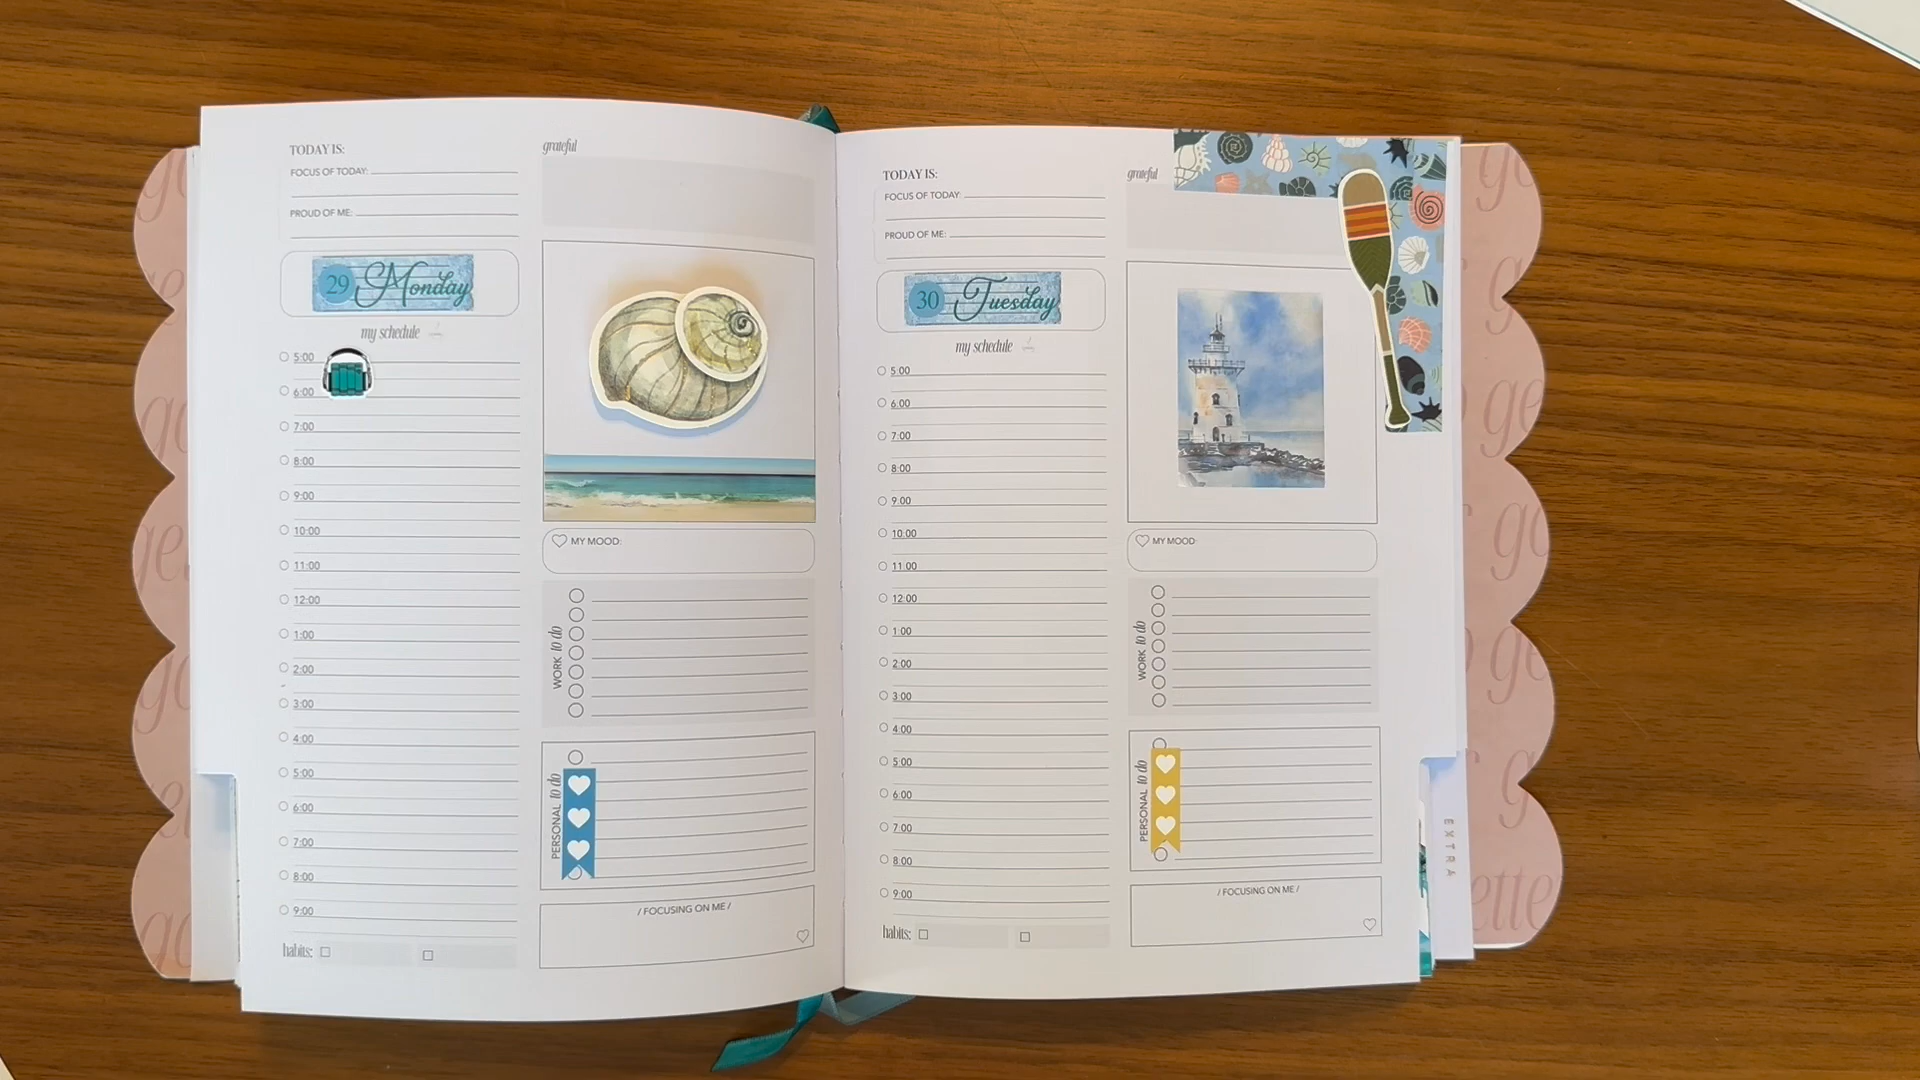 TODAY IS:
FOCUS OF TODAY:
PROUD OF ME:
29 Monday
my schedule
5:00
6:00
7:00
8:00
9:00
10:00
11:00
12:00
1:00
2:00
3:00
4:00
5:00
6:00
7:00
8:00
9:00
habits:
grateful
MY MOOD:
WORK to do
PERSONAL to do
/ FOCUSING ON ME /
TODAY IS:
FOCUS OF TODAY:
PROUD OF ME:
30 Tuesday
my schedule
5:00
6:00
7:00
8:00
9:00
10:00
11:00
12:00
1:00
2:00
3:00
4:00
5:00
6:00
7:00
8:00
9:00
habits:
grateful
MY MOOD:
WORK to do
PERSONAL to do
/ FOCUSING ON ME /
EXTRA